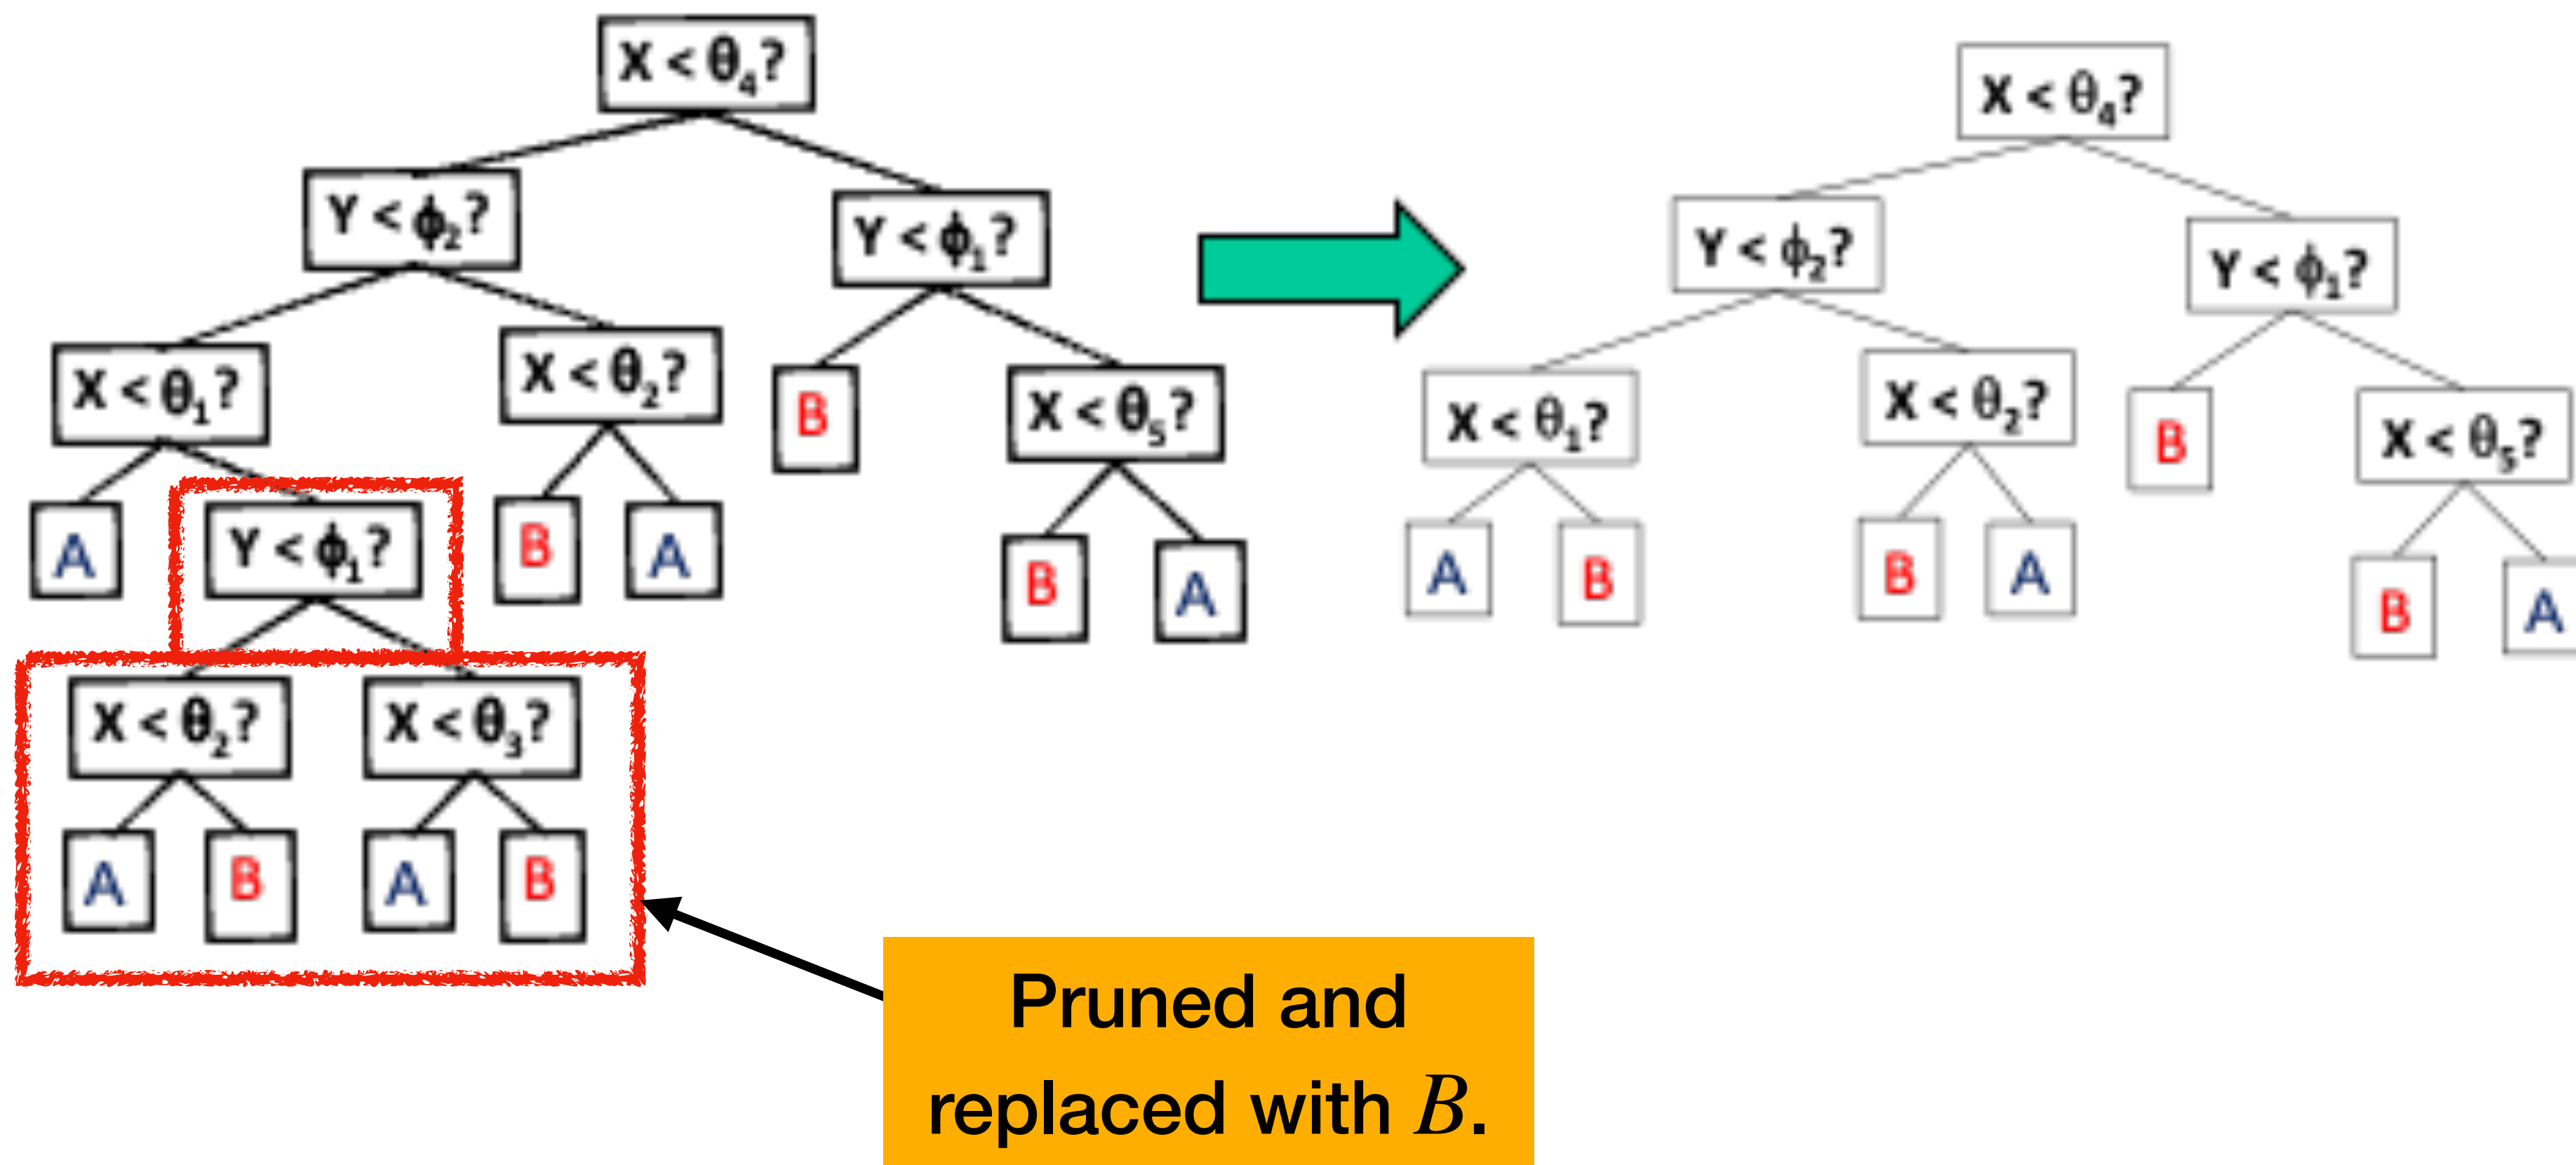 X < θ₄?
Y < ϕ₂?
Y < ϕ₁?
X < θ₁?
X < θ₂?
B
X < θ₅?
A
Y < ϕ₁?
B
A
B
A
X < θ₂?
X < θ₃?
A
B
A
B
X < θ₄?
Y < ϕ₂?
Y < ϕ₁?
X < θ₁?
X < θ₂?
B
X < θ₅?
A
B
B
A
B
A
Pruned and
replaced with B.